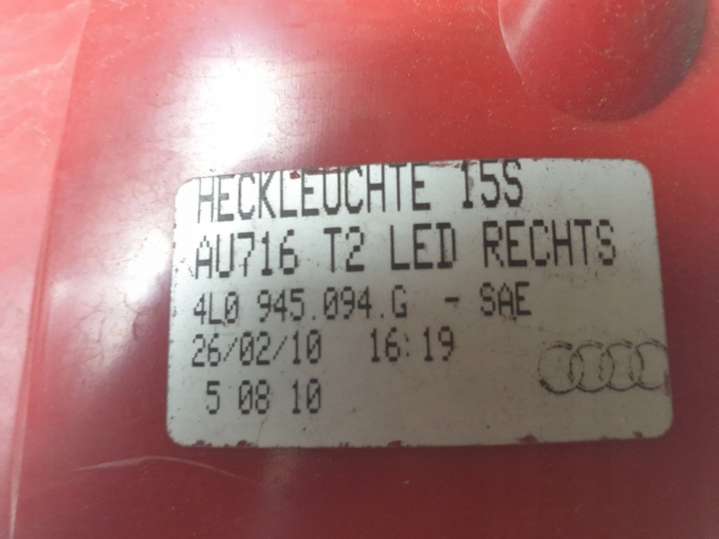 HECKLEUCHTE 15S
AU716 T2 LED RECHTS
4L0 945.094.G - SAE
26/02/10 16:19
5 08 10